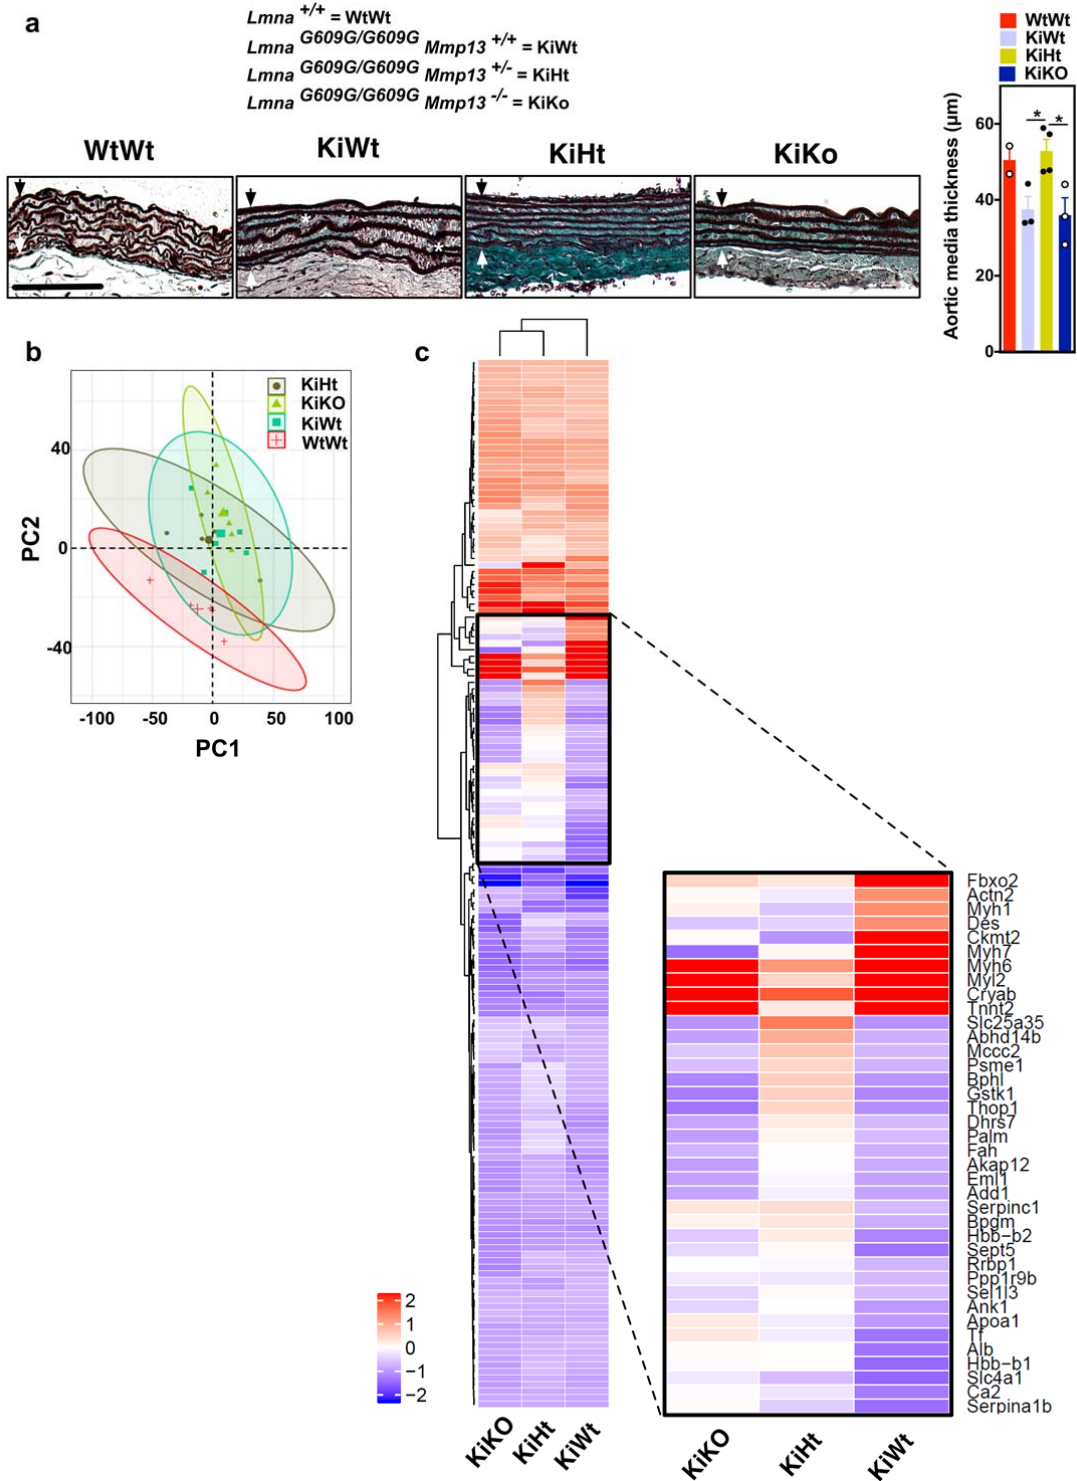 a
Lmna +/+ = WtWt
Lmna G609G/G609G Mmp13 +/+ = KiWt
Lmna G609G/G609G Mmp13 +/- = KiHt
Lmna G609G/G609G Mmp13 -/- = KiKo
WtWt
KiWt
KiHt
KiKO
WtWt
KiWt
KiHt
KiKo
*
*
*
*
Aortic media thickness (µm)
60
40
20
0
b
KiHt
KiKO
KiWt
WtWt
40
0
-40
PC2
-100 -50 0 50 100
PC1
c
2
1
0
−1
−2
KiKO KiHt KiWt
Fbxo2
Actn2
Myh1
Des
Ckmt2
Myh7
Myh6
Myl2
Cryab
Tnnt2
Slc25a35
Abhd14b
Mccc2
Psme1
Bphl
Gstk1
Thop1
Dhrs7
Palm
Fah
Akap12
Eml1
Add1
Serpinc1
Bpgm
Hbb−b2
Sept5
Rrbp1
Ppp1r9b
Sel1l3
Ank1
Apoa1
Tf
Alb
Hbb−b1
Slc4a1
Ca2
Serpina1b
KiKO KiHt KiWt